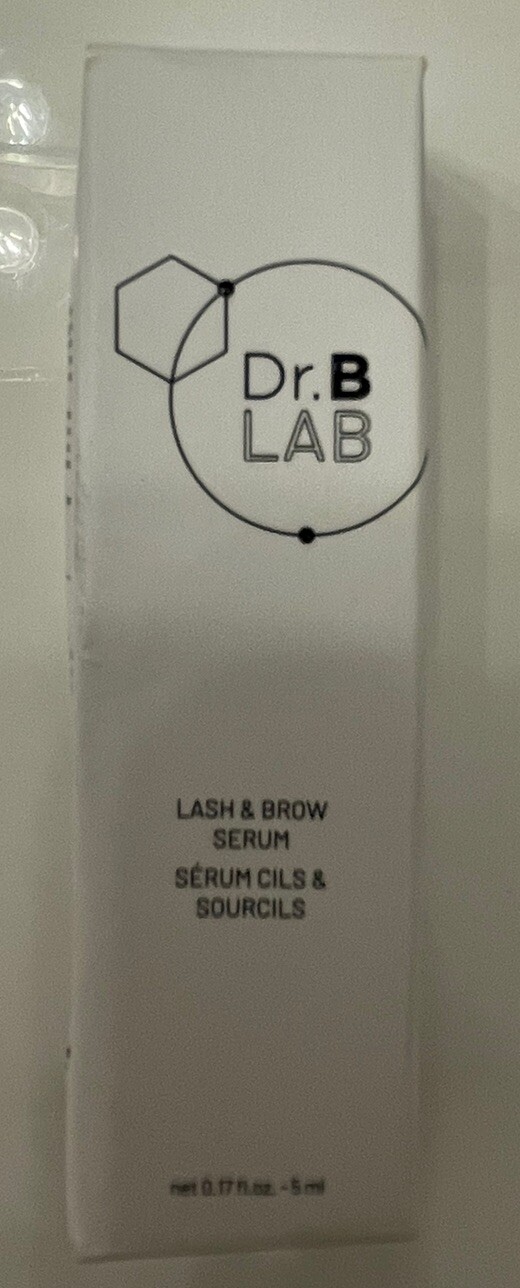 Dr.B
LAB
LASH & BROW
SERUM
SÉRUM CILS &
SOURCILS
net 0.17 fl.oz. - 5 ml